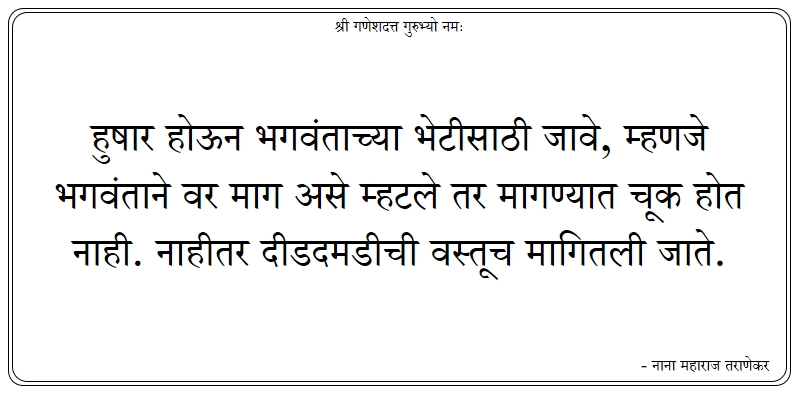 श्री गणेशदत्त गुरुभ्यो नमः
हुषार होऊन भगवंताच्या भेटीसाठी जावे, म्हणजे
भगवंताने वर माग असे म्हटले तर मागण्यात चूक होत
नाही. नाहीतर दीडदमडीची वस्तूच मागितली जाते.
- नाना महाराज तराणेकर